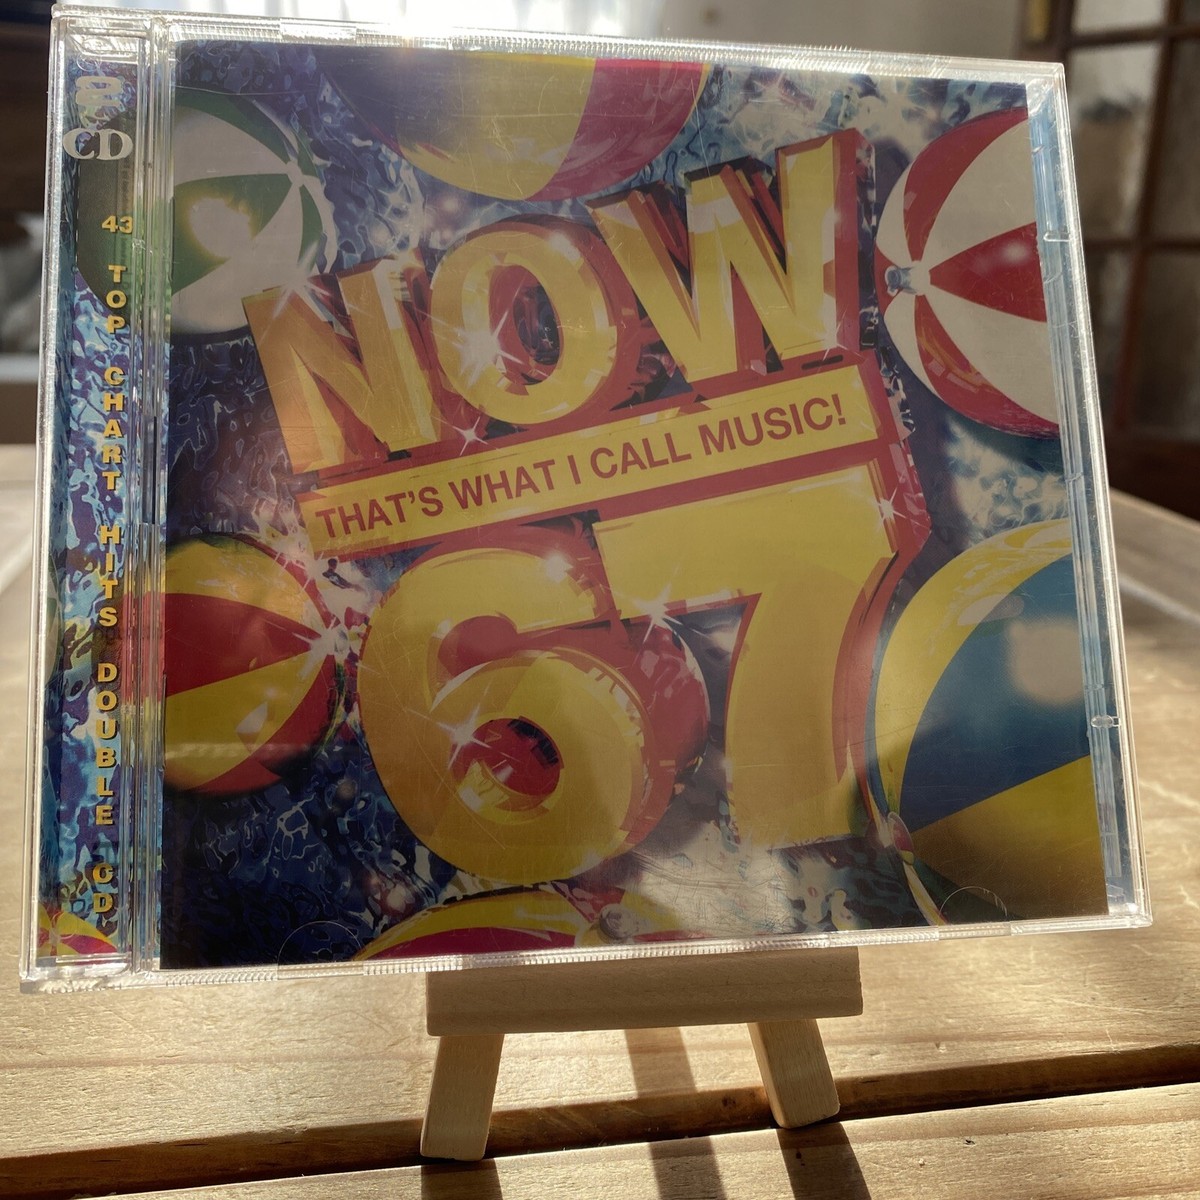 2
CD
43 TOP CHART HITS DOUBLE CD
NOW
THAT'S WHAT I CALL MUSIC!
67